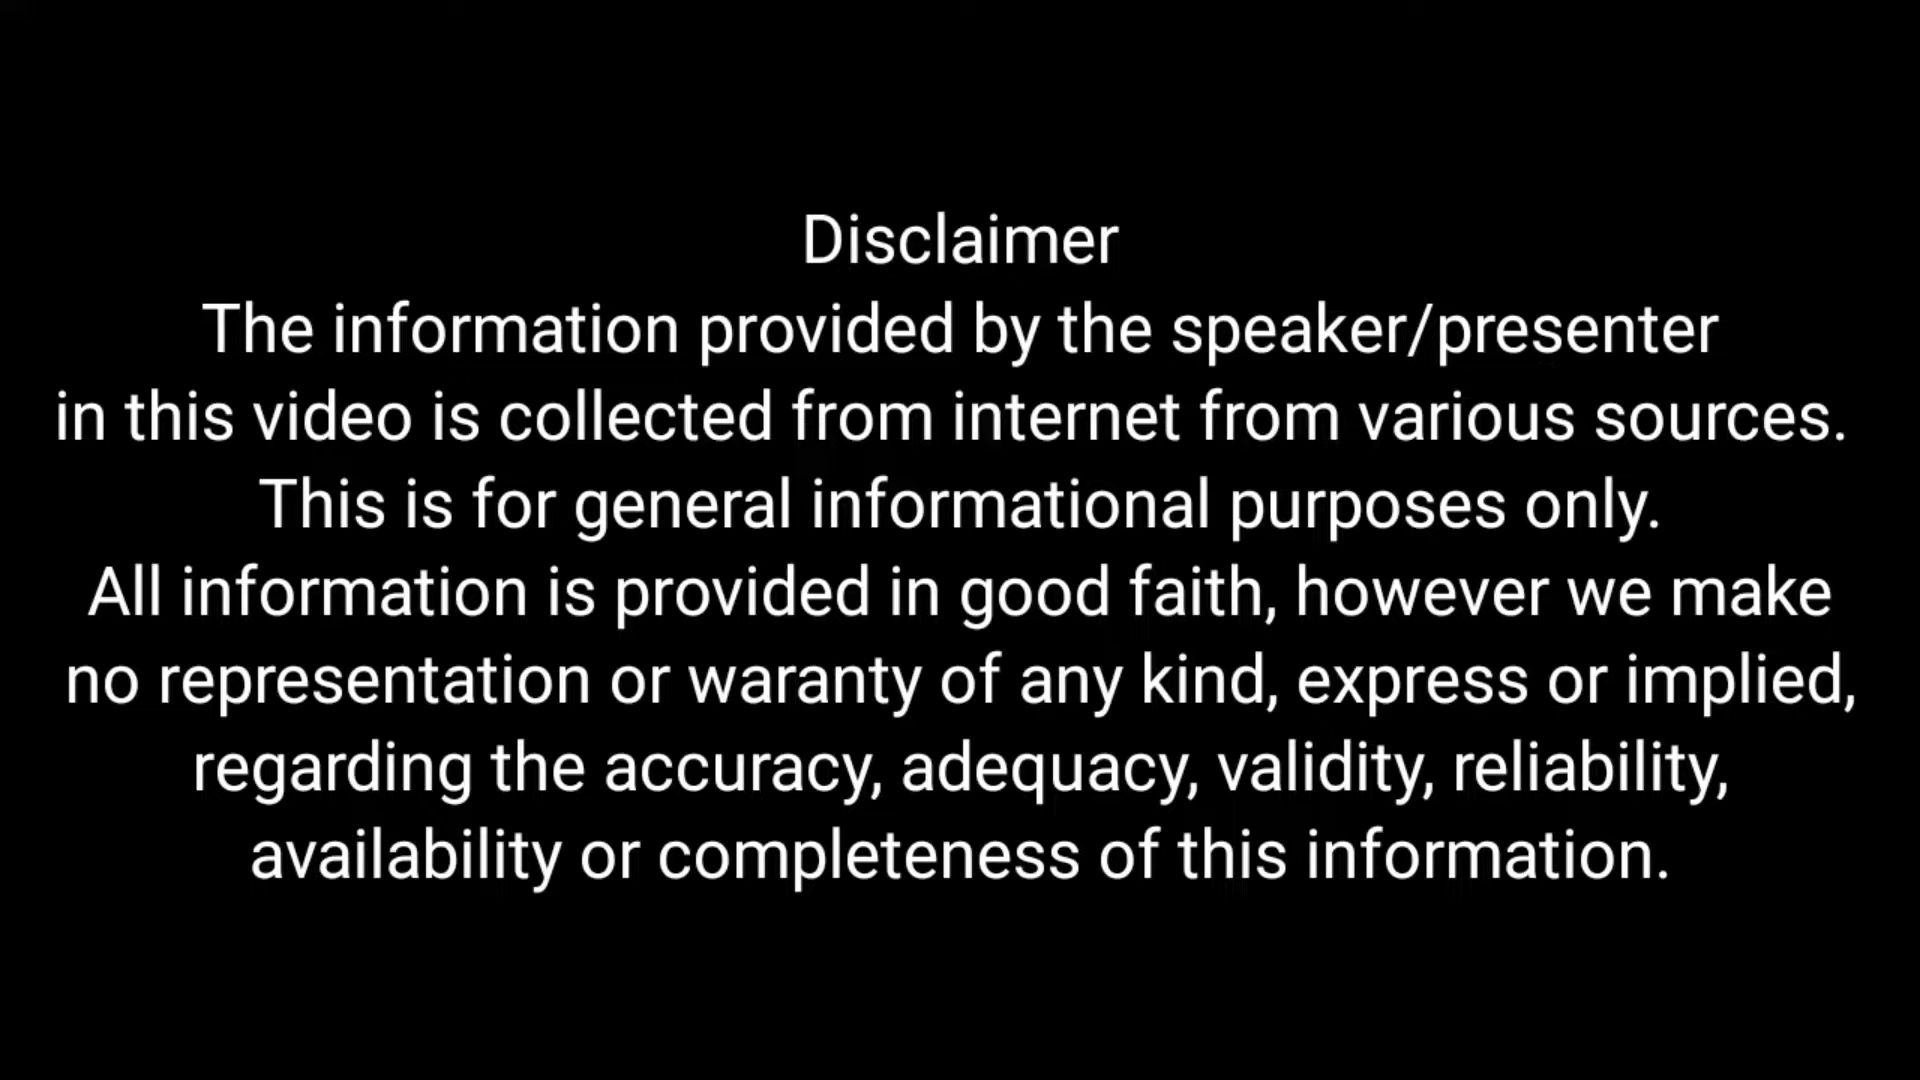 Disclaimer
The information provided by the speaker/presenter
in this video is collected from internet from various sources.
This is for general informational purposes only.
All information is provided in good faith, however we make
no representation or waranty of any kind, express or implied,
regarding the accuracy, adequacy, validity, reliability,
availability or completeness of this information.